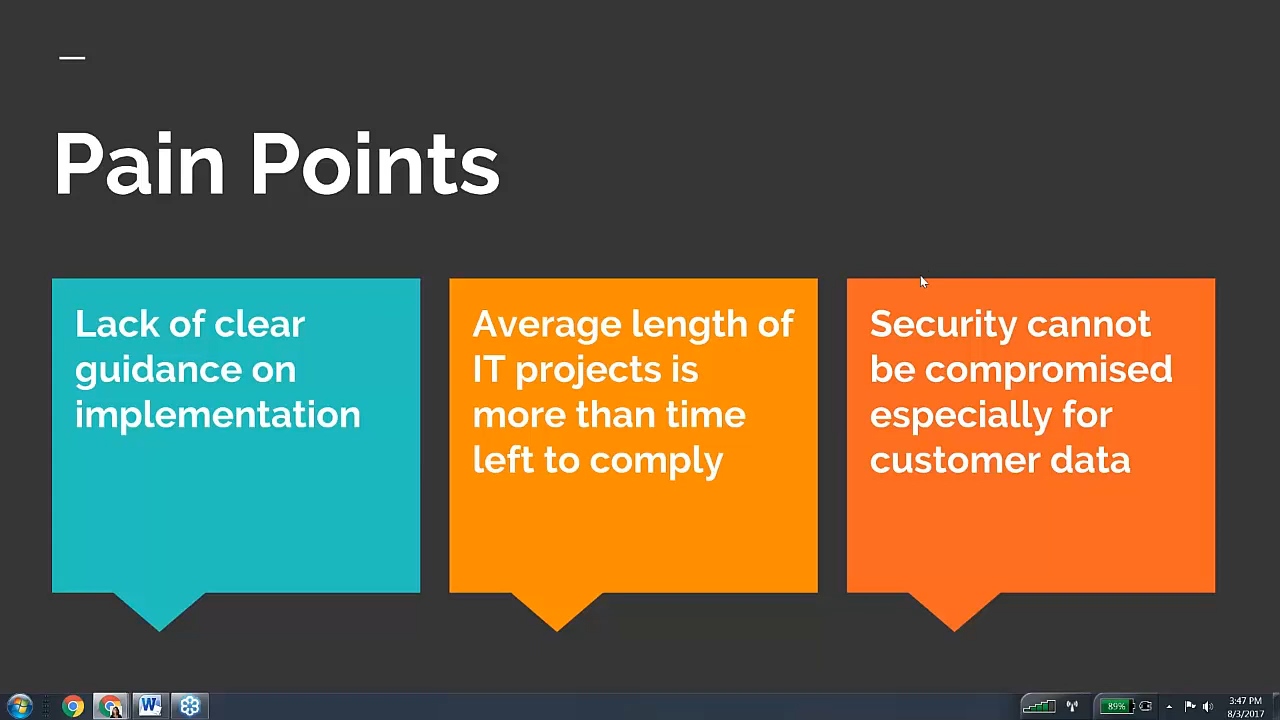 Pain Points
Lack of clear
guidance on
implementation
Average length of
IT projects is
more than time
left to comply
Security cannot
be compromised
especially for
customer data
W
89%
3:47 PM
8/3/2017